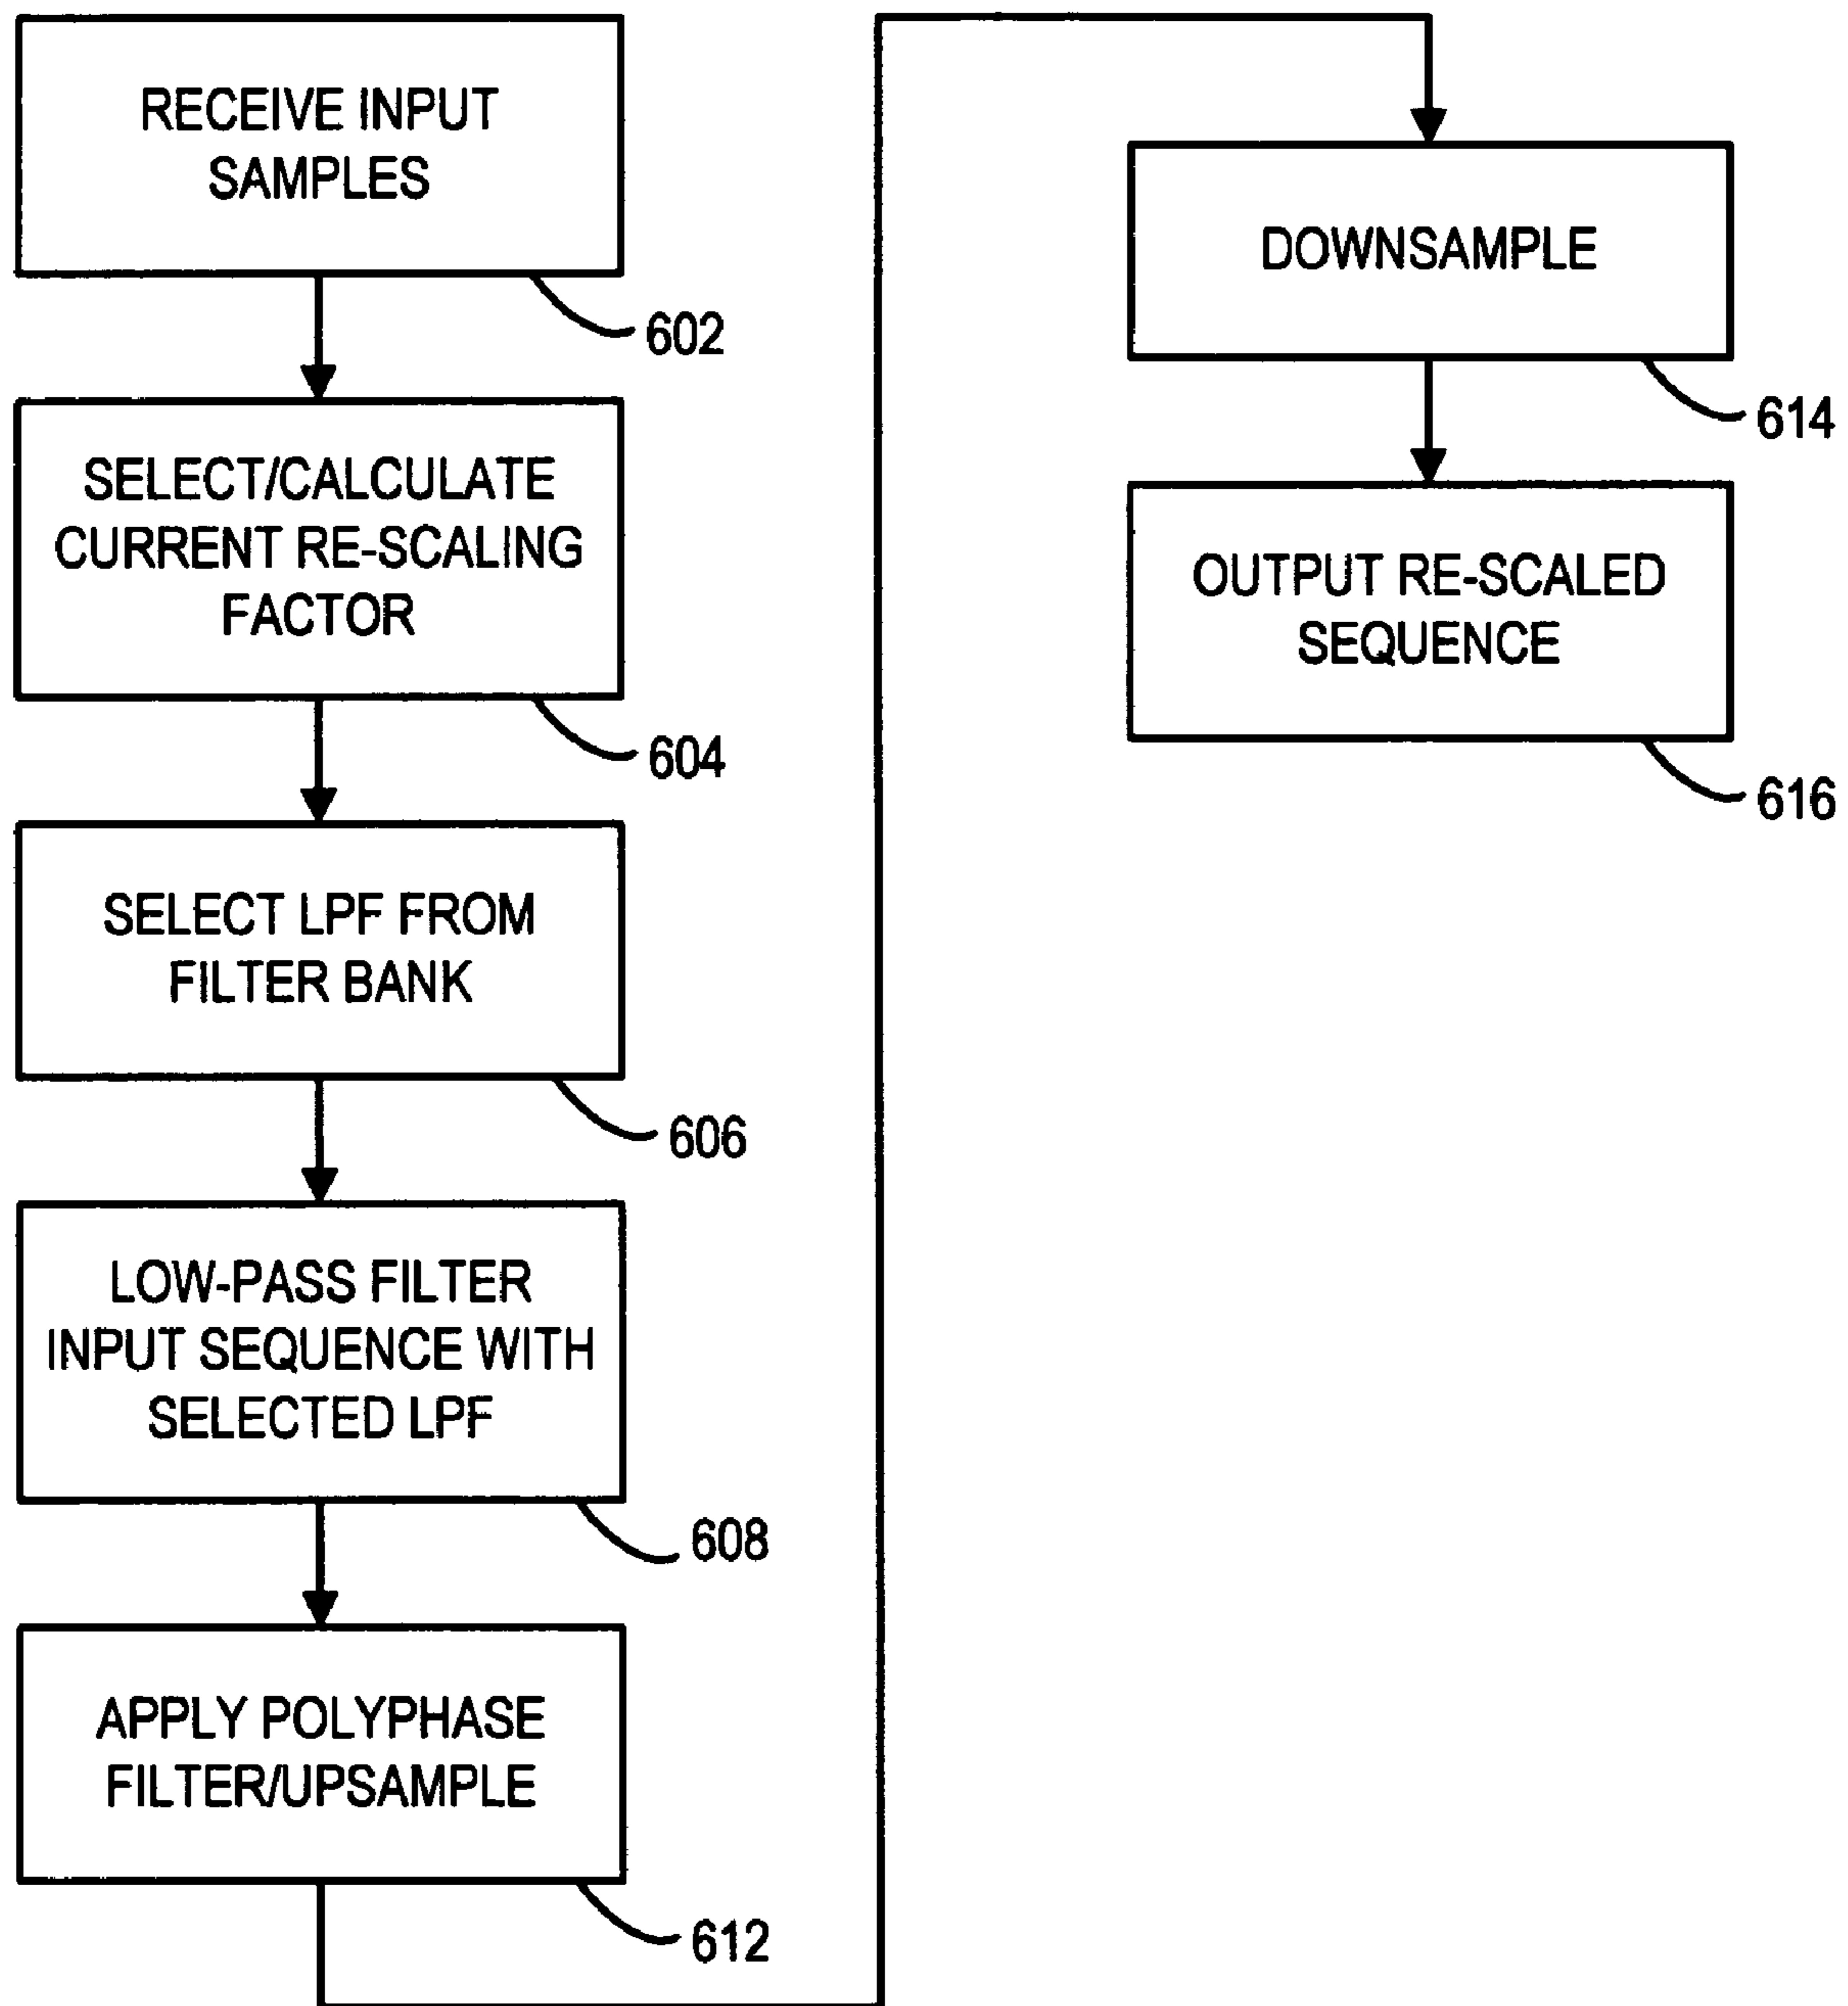 RECEIVE INPUT
SAMPLES
602
SELECT/CALCULATE
CURRENT RE-SCALING
FACTOR
604
SELECT LPF FROM
FILTER BANK
606
LOW-PASS FILTER
INPUT SEQUENCE WITH
SELECTED LPF
608
APPLY POLYPHASE
FILTER/UPSAMPLE
612
DOWNSAMPLE
614
OUTPUT RE-SCALED
SEQUENCE
616